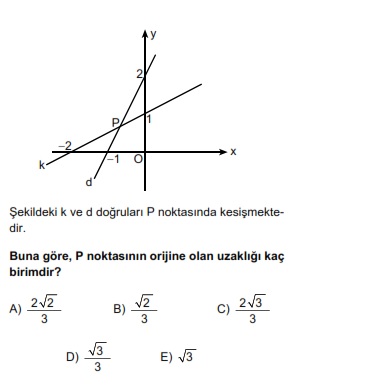 y
2
P
1
–2
–1
O
x
k
d
Şekildeki k ve d doğruları P noktasında kesişmekte-
dir.
Buna göre, P noktasının orijine olan uzaklığı kaç
birimdir?
A) 2√2/3 B) √2/3 C) 2√3/3
D) √3/3 E) √3